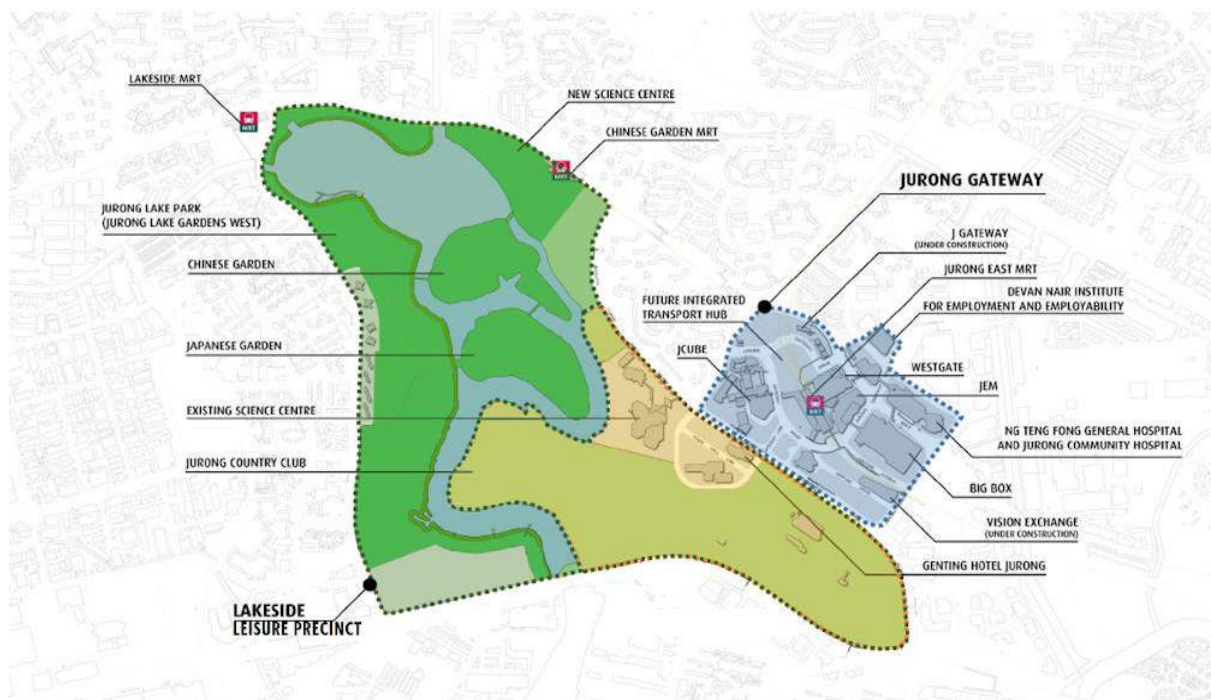 LAKESIDE MRT
MRT
NEW SCIENCE CENTRE
CHINESE GARDEN MRT
MRT
JURONG GATEWAY
JURONG LAKE PARK
(JURONG LAKE GARDENS WEST)
J GATEWAY
(UNDER CONSTRUCTION)
CHINESE GARDEN
JURONG EAST MRT
DEVAN NAIR INSTITUTE
FOR EMPLOYMENT AND EMPLOYABILITY
FUTURE INTEGRATED
TRANSPORT HUB
JAPANESE GARDEN
JCUBE
WESTGATE
JEM
MRT
EXISTING SCIENCE CENTRE
NG TENG FONG GENERAL HOSPITAL
AND JURONG COMMUNITY HOSPITAL
JURONG COUNTRY CLUB
BIG BOX
VISION EXCHANGE
(UNDER CONSTRUCTION)
GENTING HOTEL JURONG
LAKESIDE
LEISURE PRECINCT